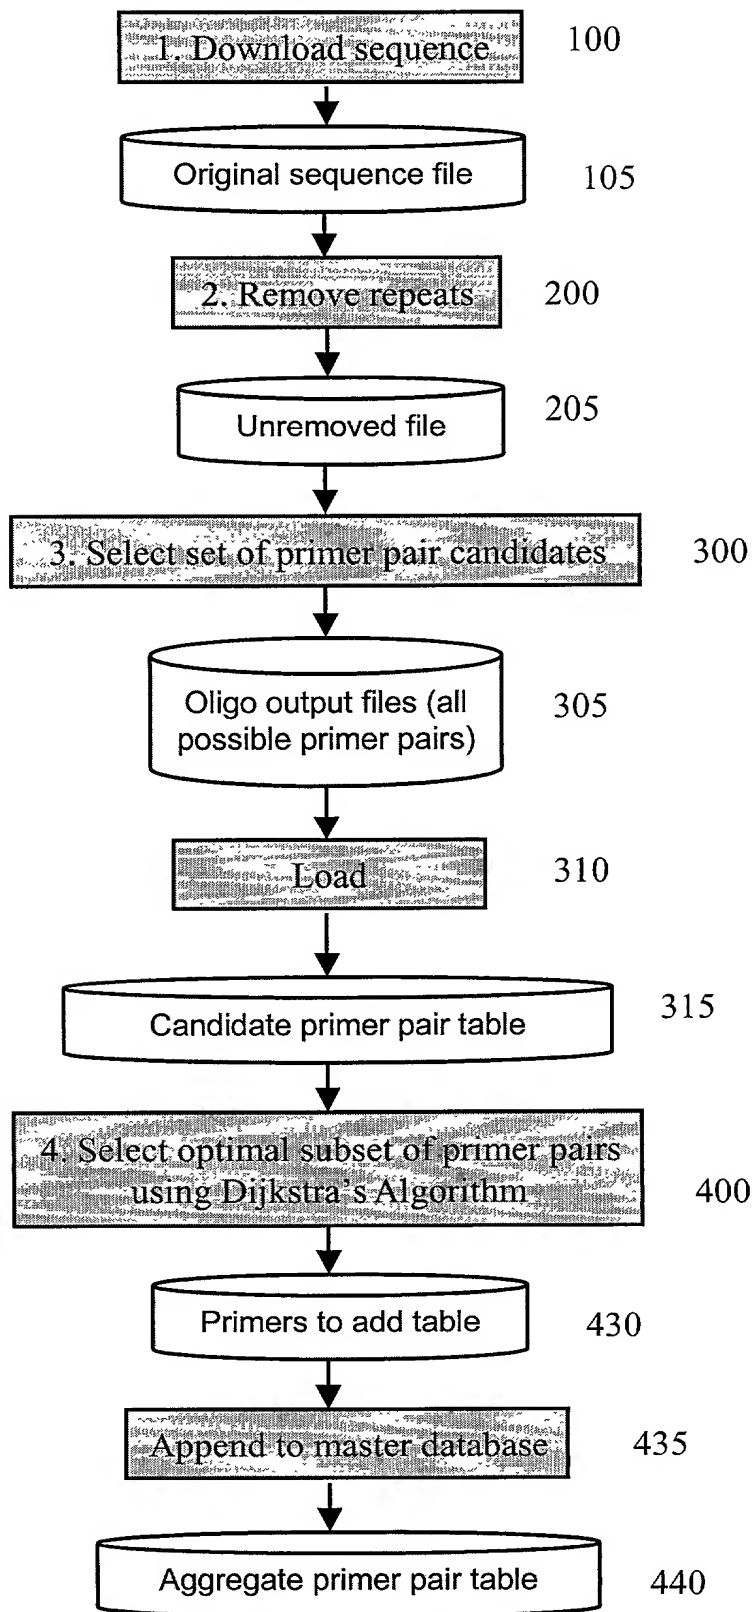 1. Download sequence 100
Original sequence file 105
2. Remove repeats 200
Unremoved file 205
3. Select set of primer pair candidates 300
Oligo output files (all
possible primer pairs) 305
Load 310
Candidate primer pair table 315
4. Select optimal subset of primer pairs
using Dijkstra's Algorithm 400
Primers to add table 430
Append to master database 435
Aggregate primer pair table 440